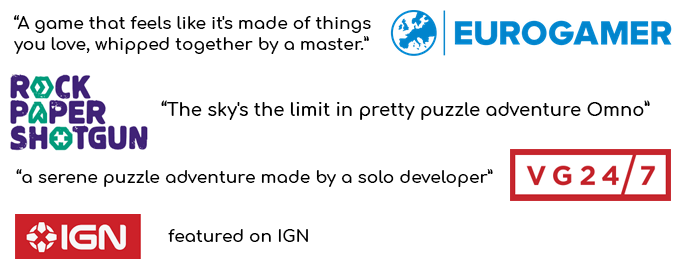 “A game that feels like it's made of things
you love, whipped together by a master.”
EUROGAMER
ROCK
PAPER
SHOTGUN
“The sky's the limit in pretty puzzle adventure Omno”
“a serene puzzle adventure made by a solo developer”
VG24/7
IGN
featured on IGN